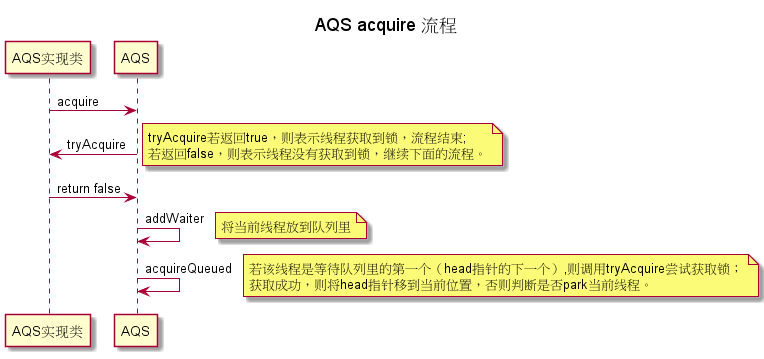 AQS acquire 流程
AQS实现类
AQS
acquire
tryAcquire
tryAcquire若返回true，则表示线程获取到锁，流程结束;
若返回false，则表示线程没有获取到锁，继续下面的流程。
return false
addWaiter
将当前线程放到队列里
acquireQueued
若该线程是等待队列里的第一个（head指针的下一个）,则调用tryAcquire尝试获取锁；
获取成功，则将head指针移到当前位置，否则判断是否park当前线程。
AQS实现类
AQS